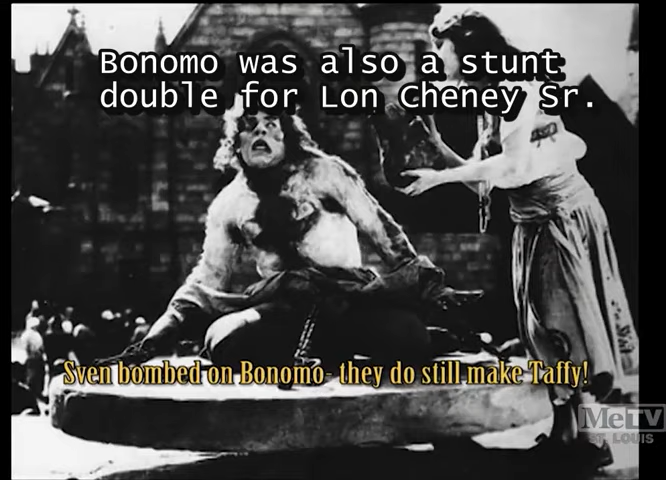 Bonomo was also a stunt
double for Lon Cheney Sr.
Sven bombed on Bonomo- they do still make Taffy!
MeTV
ST. LOUIS